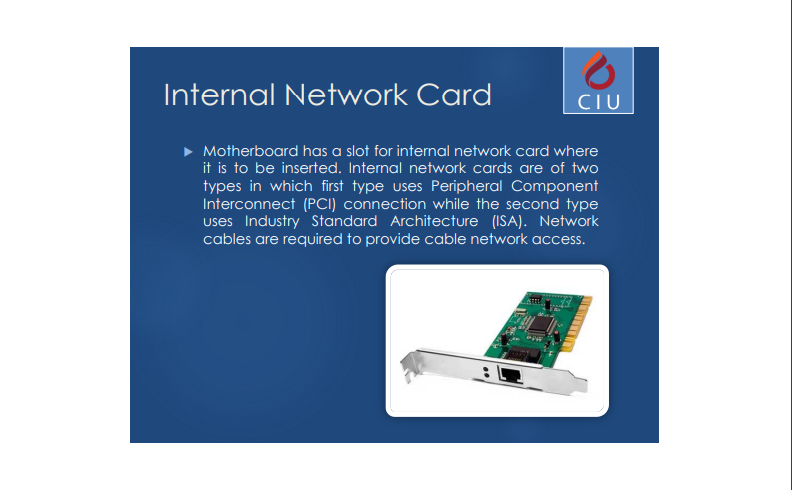 CIU
Internal Network Card
Motherboard has a slot for internal network card where
it is to be inserted. Internal network cards are of two
types in which first type uses Peripheral Component
Interconnect (PCI) connection while the second type
uses Industry Standard Architecture (ISA). Network
cables are required to provide cable network access.